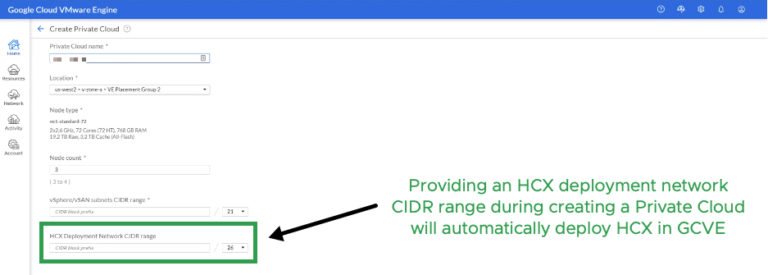 Google Cloud VMware Engine
Create Private Cloud
Home
Resources
Network
Activity
Account
Private Cloud name *
Location *
us-west2 > v-zone-a > VE Placement Group 2
Node type *
ve1-standard-72
2x2.6 GHz, 72 Cores (72 HT), 768 GB RAM
19.2 TB Raw, 3.2 TB Cache (All-Flash)
Node count *
3
( 3 to 4 )
vSphere/vSAN subnets CIDR range *
CIDR block prefix / 21
HCX Deployment Network CIDR range
CIDR block prefix / 26
Providing an HCX deployment network
CIDR range during creating a Private Cloud
will automatically deploy HCX in GCVE